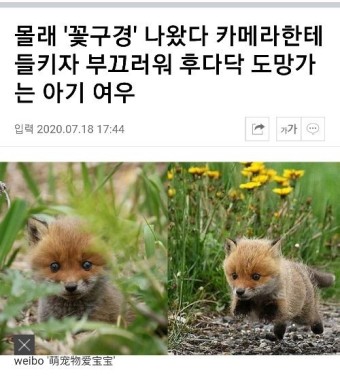 몰래 '꽃구경' 나왔다 카메라한테
들키자 부끄러워 후다닥 도망가
는 아기 여우
입력 2020.07.18 17:44
가가
weibo '萌宠物爱宝宝'